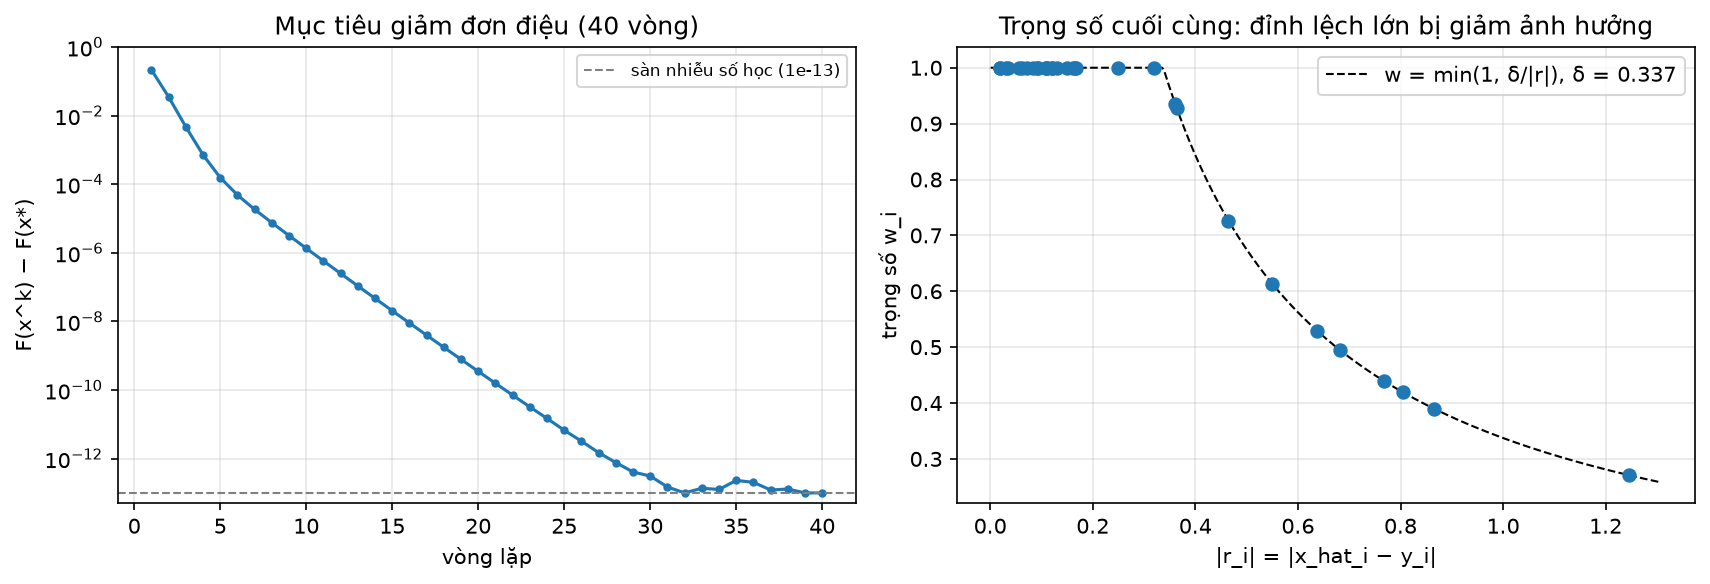 Mục tiêu giảm đơn điệu (40 vòng)
F(x^k) − F(x*)
10⁰
10⁻²
10⁻⁴
10⁻⁶
10⁻⁸
10⁻¹⁰
10⁻¹²
sàn nhiễu số học (1e-13)
0 5 10 15 20 25 30 35 40
vòng lặp
Trọng số cuối cùng: đỉnh lệch lớn bị giảm ảnh hưởng
trọng số w_i
1.0
0.9
0.8
0.7
0.6
0.5
0.4
0.3
w = min(1, δ/|r|), δ = 0.337
0.0 0.2 0.4 0.6 0.8 1.0 1.2
|r_i| = |x_hat_i − y_i|